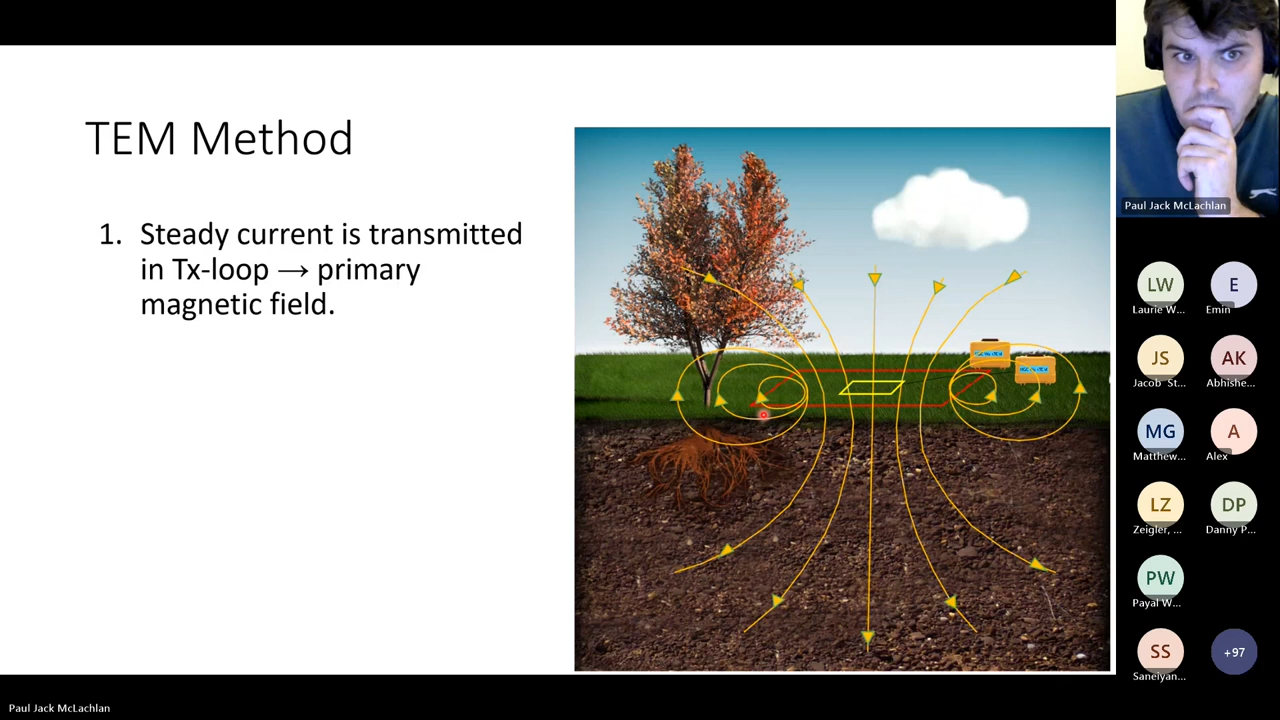 TEM Method
1. Steady current is transmitted
in Tx-loop → primary
magnetic field.
Paul Jack McLachlan
LW
Laurie W...
E
Emin
JS
Jacob St...
AK
Abhishe...
MG
Matthew...
A
Alex
LZ
Zeigler, ...
DP
Danny P...
PW
Payal W...
SS
Saneiyan...
+97
Paul Jack McLachlan